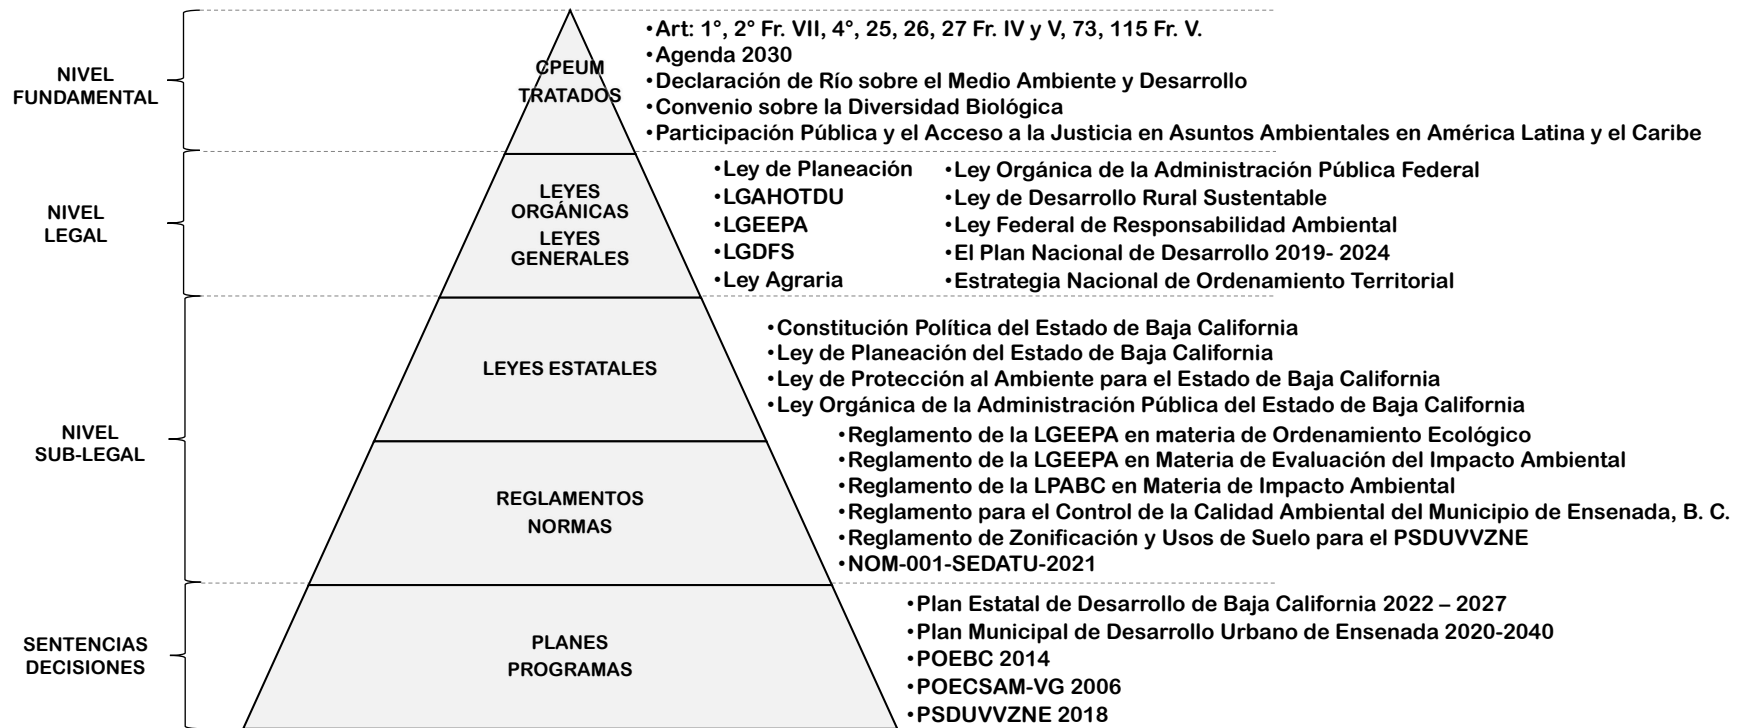 NIVEL
FUNDAMENTAL
CPEUM
TRATADOS
•Art: 1°, 2° Fr. VII, 4°, 25, 26, 27 Fr. IV y V, 73, 115 Fr. V.
•Agenda 2030
•Declaración de Río sobre el Medio Ambiente y Desarrollo
•Convenio sobre la Diversidad Biológica
•Participación Pública y el Acceso a la Justicia en Asuntos Ambientales en América Latina y el Caribe
NIVEL
LEGAL
LEYES
ORGÁNICAS
LEYES
GENERALES
•Ley de Planeación
•LGAHOTDU
•LGEEPA
•LGDFS
•Ley Agraria
•Ley Orgánica de la Administración Pública Federal
•Ley de Desarrollo Rural Sustentable
•Ley Federal de Responsabilidad Ambiental
•El Plan Nacional de Desarrollo 2019- 2024
•Estrategia Nacional de Ordenamiento Territorial
NIVEL
SUB-LEGAL
LEYES ESTATALES
•Constitución Política del Estado de Baja California
•Ley de Planeación del Estado de Baja California
•Ley de Protección al Ambiente para el Estado de Baja California
•Ley Orgánica de la Administración Pública del Estado de Baja California
REGLAMENTOS
NORMAS
•Reglamento de la LGEEPA en materia de Ordenamiento Ecológico
•Reglamento de la LGEEPA en Materia de Evaluación del Impacto Ambiental
•Reglamento de la LPABC en Materia de Impacto Ambiental
•Reglamento para el Control de la Calidad Ambiental del Municipio de Ensenada, B. C.
•Reglamento de Zonificación y Usos de Suelo para el PSDUVVZNE
•NOM-001-SEDATU-2021
SENTENCIAS
DECISIONES
PLANES
PROGRAMAS
•Plan Estatal de Desarrollo de Baja California 2022 – 2027
•Plan Municipal de Desarrollo Urbano de Ensenada 2020-2040
•POEBC 2014
•POECSAM-VG 2006
•PSDUVVZNE 2018